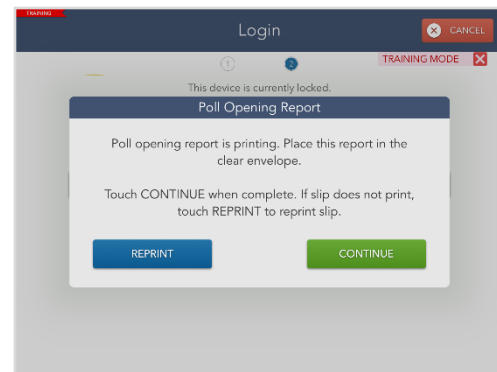 TRAINING
Login
CANCEL
1
2
TRAINING MODE
This device is currently locked.
Poll Opening Report
Poll opening report is printing. Place this report in the
clear envelope.
Touch CONTINUE when complete. If slip does not print,
touch REPRINT to reprint slip.
REPRINT
CONTINUE